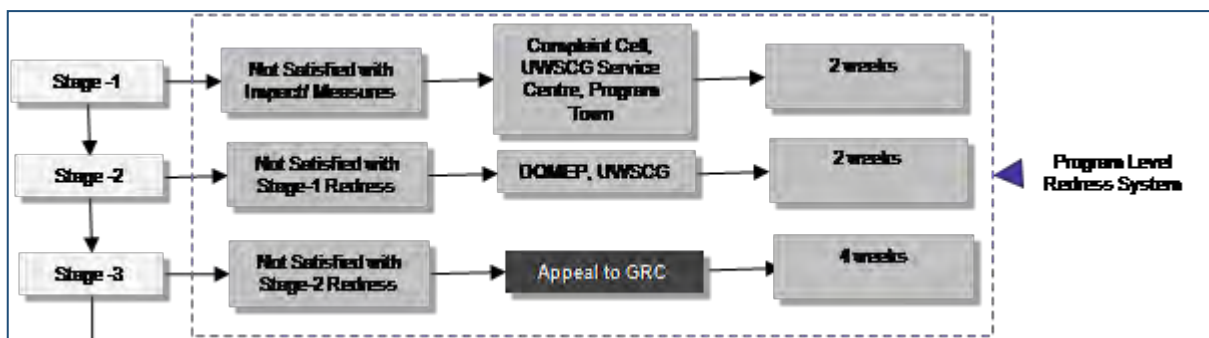 Stage -1
Not Satisfied with
Impact/ Measures
Complaint Cell,
UWSCG Service
Centre, Program
Town
2 weeks
Stage -2
Not Satisfied with
Stage-1 Redress
DOMEP, UWSCG
2 weeks
Program Level
Redress System
Stage -3
Not Satisfied with
Stage-2 Redress
Appeal to GRC
4 weeks